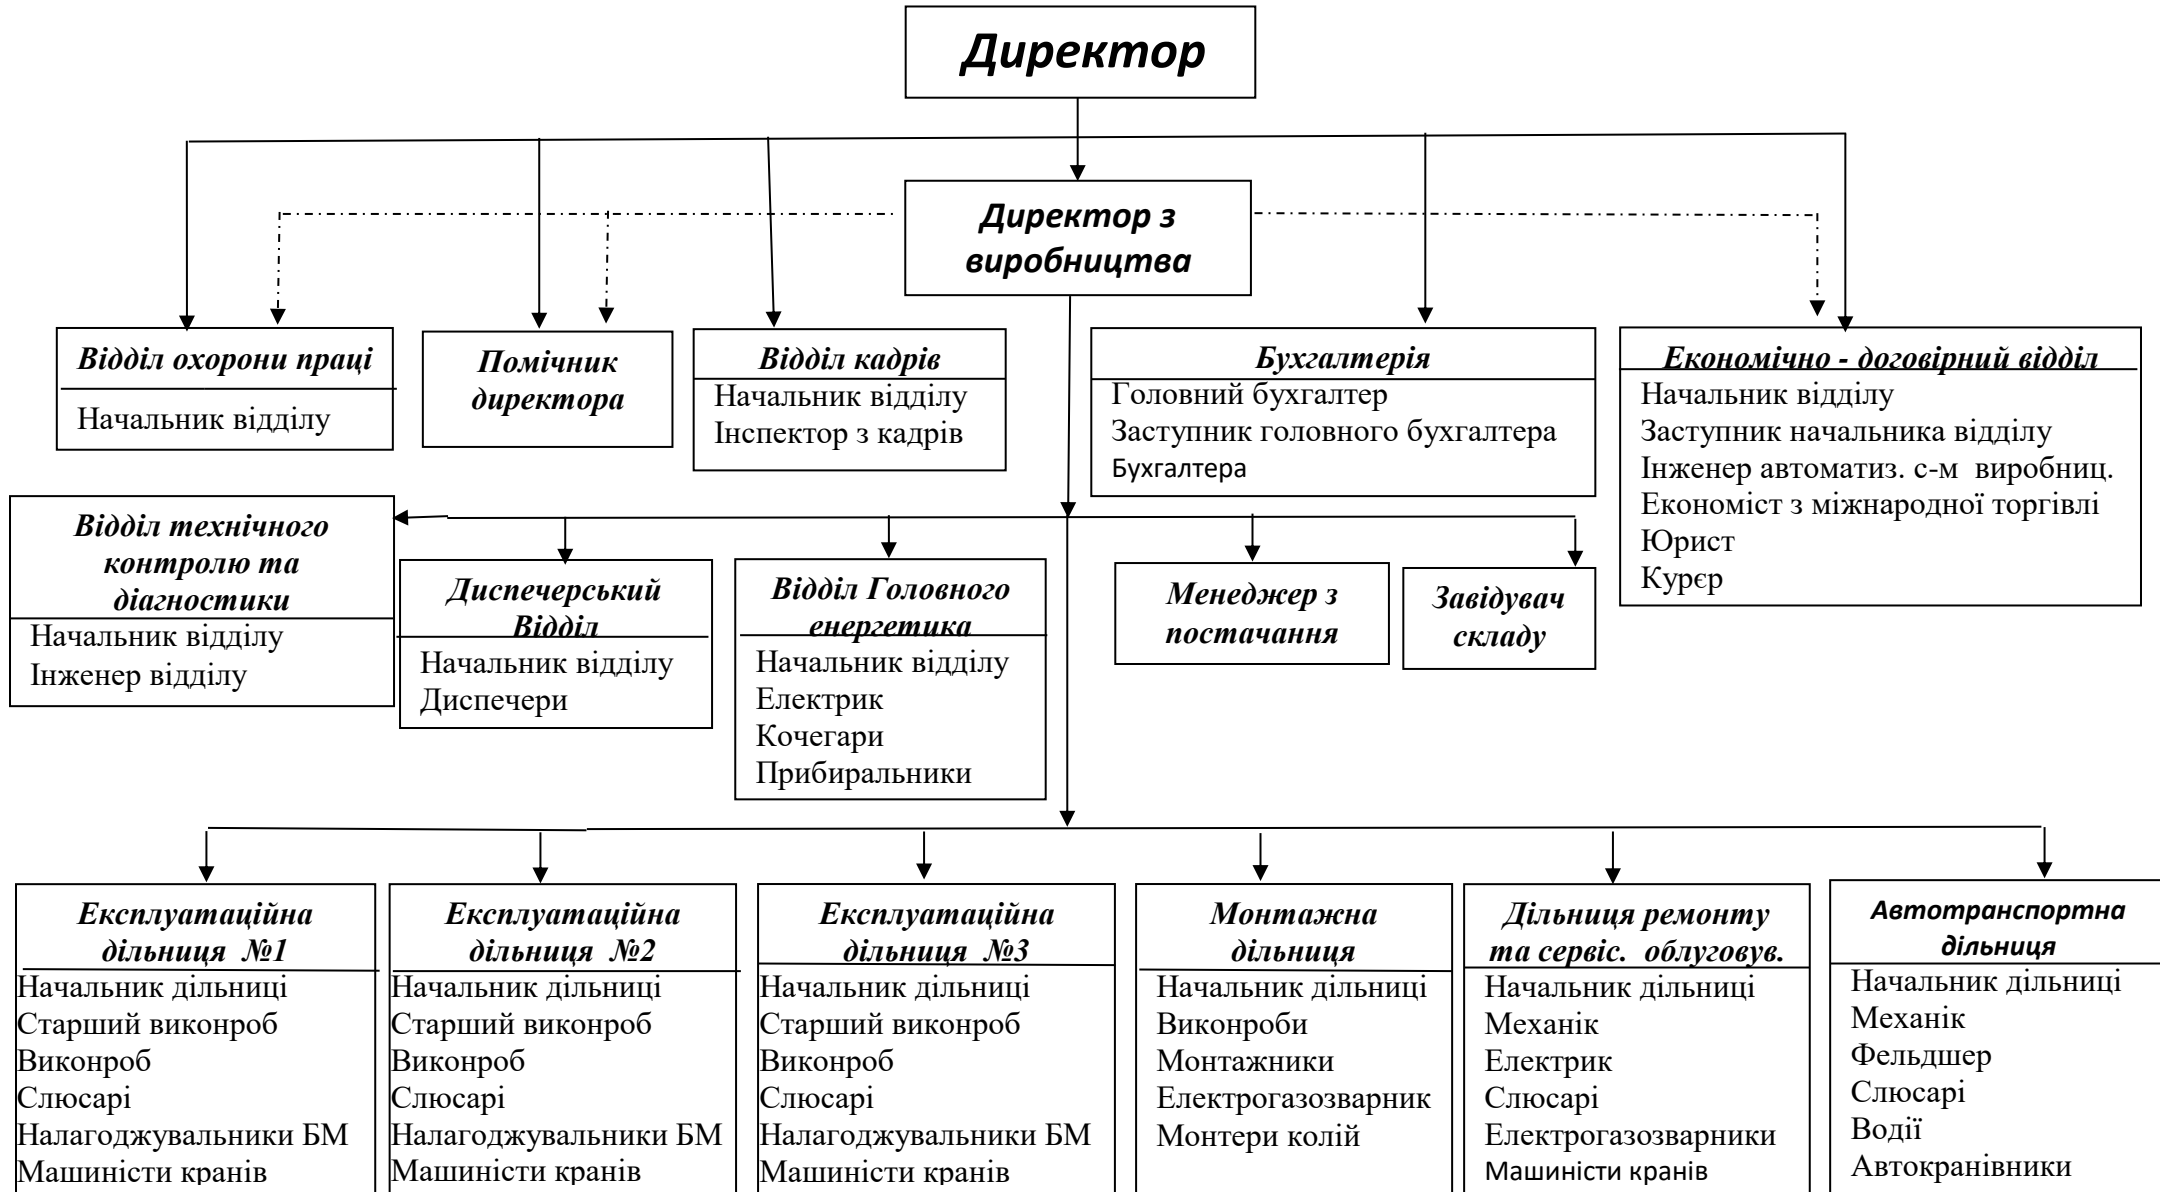 Директор
Директор з
виробництва
Відділ охорони праці
Начальник відділу
Помічник
директора
Відділ кадрів
Начальник відділу
Інспектор з кадрів
Бухгалтерія
Головний бухгалтер
Заступник головного бухгалтера
Бухгалтера
Економічно - договірний відділ
Начальник відділу
Заступник начальника відділу
Інженер автоматиз. с-м виробниц.
Економіст з міжнародної торгівлі
Юрист
Курєр
Відділ технічного
контролю та
діагностики
Начальник відділу
Інженер відділу
Диспечерський
Відділ
Начальник відділу
Диспечери
Відділ Головного
енергетика
Начальник відділу
Електрик
Кочегари
Прибиральники
Менеджер з
постачання
Завідувач
складу
Експлуатаційна
дільниця №1
Начальник дільниці
Старший виконроб
Виконроб
Слюсарі
Налагоджувальники БМ
Машиністи кранів
Експлуатаційна
дільниця №2
Начальник дільниці
Старший виконроб
Виконроб
Слюсарі
Налагоджувальники БМ
Машиністи кранів
Експлуатаційна
дільниця №3
Начальник дільниці
Старший виконроб
Виконроб
Слюсарі
Налагоджувальники БМ
Машиністи кранів
Монтажна
дільниця
Начальник дільниці
Виконроби
Монтажники
Електрогазозварник
Монтери колій
Дільниця ремонту
та сервіс. облуговув.
Начальник дільниці
Механік
Електрик
Слюсарі
Електрогазозварники
Машиністи кранів
Автотранспортна
дільниця
Начальник дільниці
Механік
Фельдшер
Слюсарі
Водії
Автокранівники